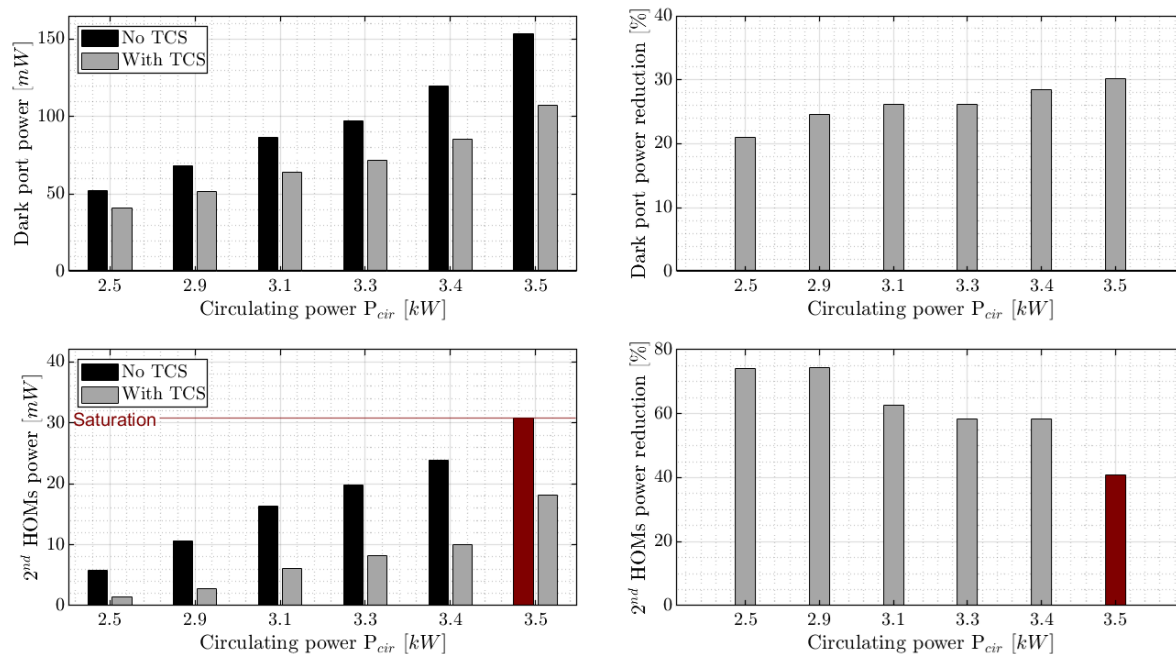 Dark port power [mW]
150
100
50
0
No TCS
With TCS
2.5 2.9 3.1 3.3 3.4 3.5
Circulating power P_cir [kW]
Dark port power reduction [%]
40
30
20
10
0
2.5 2.9 3.1 3.3 3.4 3.5
Circulating power P_cir [kW]
2^nd HOMs power [mW]
40
30
20
10
0
No TCS
With TCS
Saturation
2.5 2.9 3.1 3.3 3.4 3.5
Circulating power P_cir [kW]
2^nd HOMs power reduction [%]
80
60
40
20
0
2.5 2.9 3.1 3.3 3.4 3.5
Circulating power P_cir [kW]